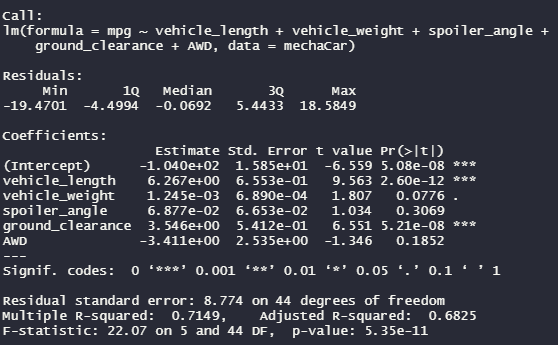 Call:
lm(formula = mpg ~ vehicle_length + vehicle_weight + spoiler_angle +
    ground_clearance + AWD, data = mechaCar)

Residuals:
     Min       1Q   Median       3Q      Max
-19.4701  -4.4994  -0.0692   5.4433  18.5849

Coefficients:
                   Estimate Std. Error t value Pr(>|t|)
(Intercept)      -1.040e+02  1.585e+01  -6.559 5.08e-08 ***
vehicle_length    6.267e+00  6.553e-01   9.563 2.60e-12 ***
vehicle_weight    1.245e-03  6.890e-04   1.807   0.0776 .
spoiler_angle     6.877e-02  6.653e-02   1.034   0.3069
ground_clearance  3.546e+00  5.412e-01   6.551 5.21e-08 ***
AWD              -3.411e+00  2.535e+00  -1.346   0.1852
---
Signif. codes:  0 ‘***’ 0.001 ‘**’ 0.01 ‘*’ 0.05 ‘.’ 0.1 ‘ ’ 1

Residual standard error: 8.774 on 44 degrees of freedom
Multiple R-squared:  0.7149,    Adjusted R-squared:  0.6825
F-statistic: 22.07 on 5 and 44 DF,  p-value: 5.35e-11